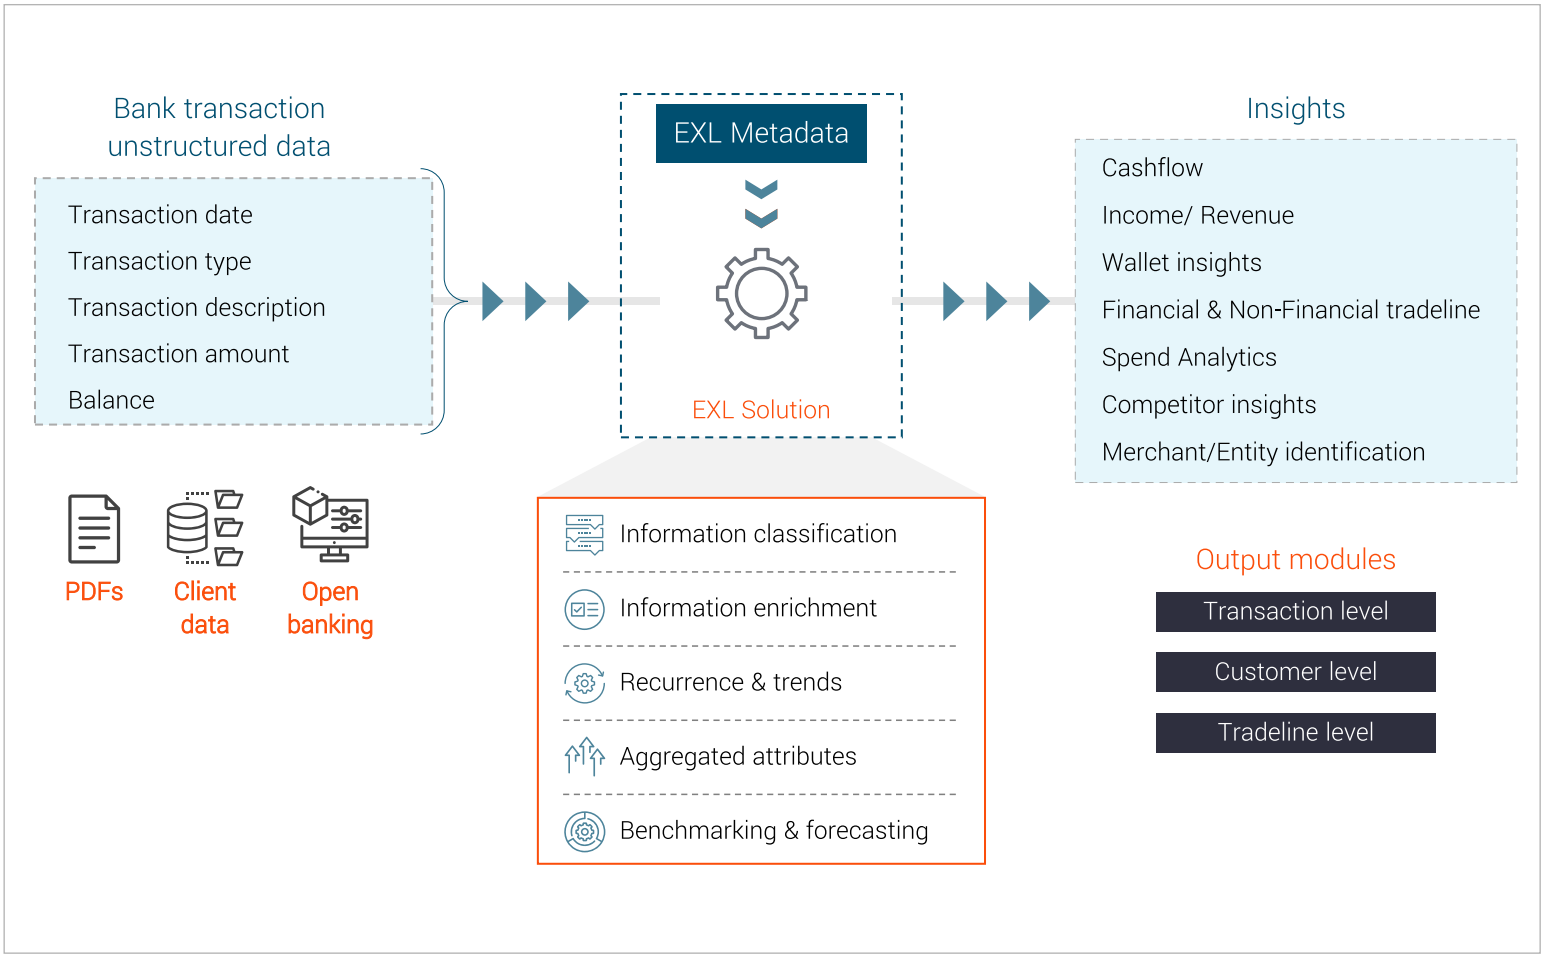 Bank transaction
unstructured data
Transaction date
Transaction type
Transaction description
Transaction amount
Balance
PDFs
Client
data
Open
banking
EXL Metadata
EXL Solution
Information classification
Information enrichment
Recurrence & trends
Aggregated attributes
Benchmarking & forecasting
Insights
Cashflow
Income/ Revenue
Wallet insights
Financial & Non-Financial tradeline
Spend Analytics
Competitor insights
Merchant/Entity identification
Output modules
Transaction level
Customer level
Tradeline level